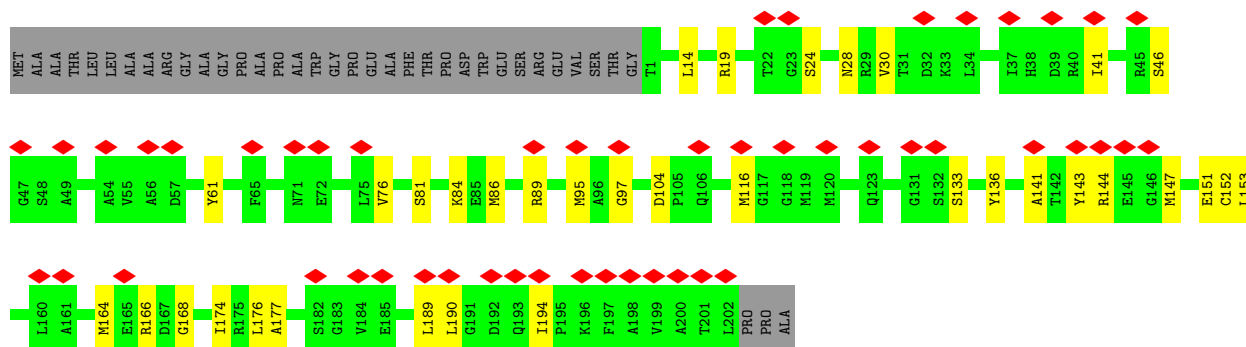 MET ALA ALA THR LEU LEU ALA ALA ARG GLY ALA GLY PRO ALA PRO ALA TRP GLY PRO GLU ALA PHE THR PRO ASP TRP GLU SER ARG GLU VAL SER THR GLY T1 L14 R19 T22 G23 S24 N28 R29 V30 T31 D32 K33 L34 I37 H38 D39 R40 I41 R45 S46
G47 S48 A49 A54 V55 A56 D57 Y61 F65 N71 E72 L75 V76 S81 K84 E85 M86 R89 M95 A96 G97 D104 P105 Q106 M116 G117 G118 M119 M120 Q123 G131 S132 S133 Y136 A141 T142 Y143 R144 E145 G146 M147 E151 C152 L153
L160 A161 M164 E165 R166 D167 G168 I174 R175 L176 A177 S182 G183 V184 E185 L189 L190 G191 D192 Q193 I194 P195 K196 F197 A198 V199 A200 T201 L202 PRO PRO ALA